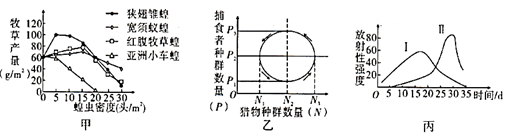 牧草产量
(g/m²)
120
100
80
60
40
20
0
5 10 15 20 25 30
蝗虫密度(头/m²)
狭翅雏蝗
宽须蚁蝗
红腹牧草蝗
亚洲小车蝗
甲
捕食者种群数量
(P)
P₃
P₂
P₁
N₁ N₂ N₃
猎物种群数量(N)
乙
放射性强度
80
60
40
20
0
Ⅰ
Ⅱ
5 10 15 20 25 30 35 时间/d
丙